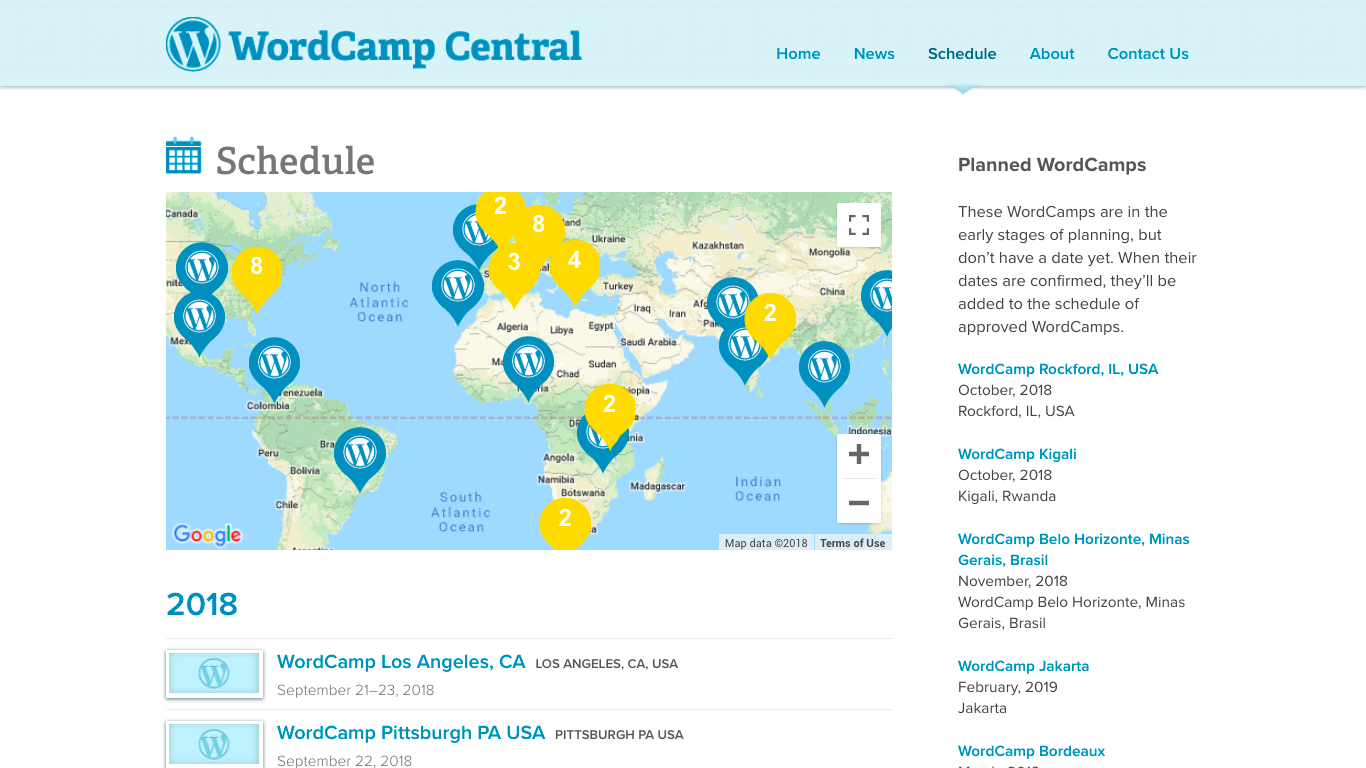 WordCamp Central
Home
News
Schedule
About
Contact Us
Schedule
Canada
2
8
3
4
8
Ukraine
Kazakhstan
Mongolia
North
Atlantic
Ocean
Turkey
China
Iraq
Iran
2
Algeria
Libya
Egypt
Saudi Arabia
Chad
Sudan
Venezuela
Colombia
2
Indonesia
Peru
Bolivia
Angola
Namibia
Botswana
Madagascar
Chile
South
Atlantic
Ocean
Indian
Ocean
2
Google
Map data ©2018
Terms of Use
2018
WordCamp Los Angeles, CA LOS ANGELES, CA, USA
September 21–23, 2018
WordCamp Pittsburgh PA USA PITTSBURGH PA USA
September 22, 2018
Planned WordCamps
These WordCamps are in the
early stages of planning, but
don’t have a date yet. When their
dates are confirmed, they’ll be
added to the schedule of
approved WordCamps.
WordCamp Rockford, IL, USA
October, 2018
Rockford, IL, USA
WordCamp Kigali
October, 2018
Kigali, Rwanda
WordCamp Belo Horizonte, Minas
Gerais, Brasil
November, 2018
WordCamp Belo Horizonte, Minas
Gerais, Brasil
WordCamp Jakarta
February, 2019
Jakarta
WordCamp Bordeaux